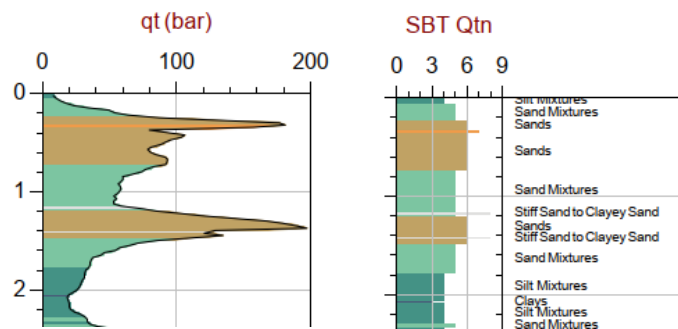 qt (bar)
SBT Qtn
0 100 200
0 3 6 9
0
1
2
Silt Mixtures
Sand Mixtures
Sands
Sands
Sand Mixtures
Stiff Sand to Clayey Sand
Sands
Stiff Sand to Clayey Sand
Sand Mixtures
Silt Mixtures
Clays
Silt Mixtures
Sand Mixtures